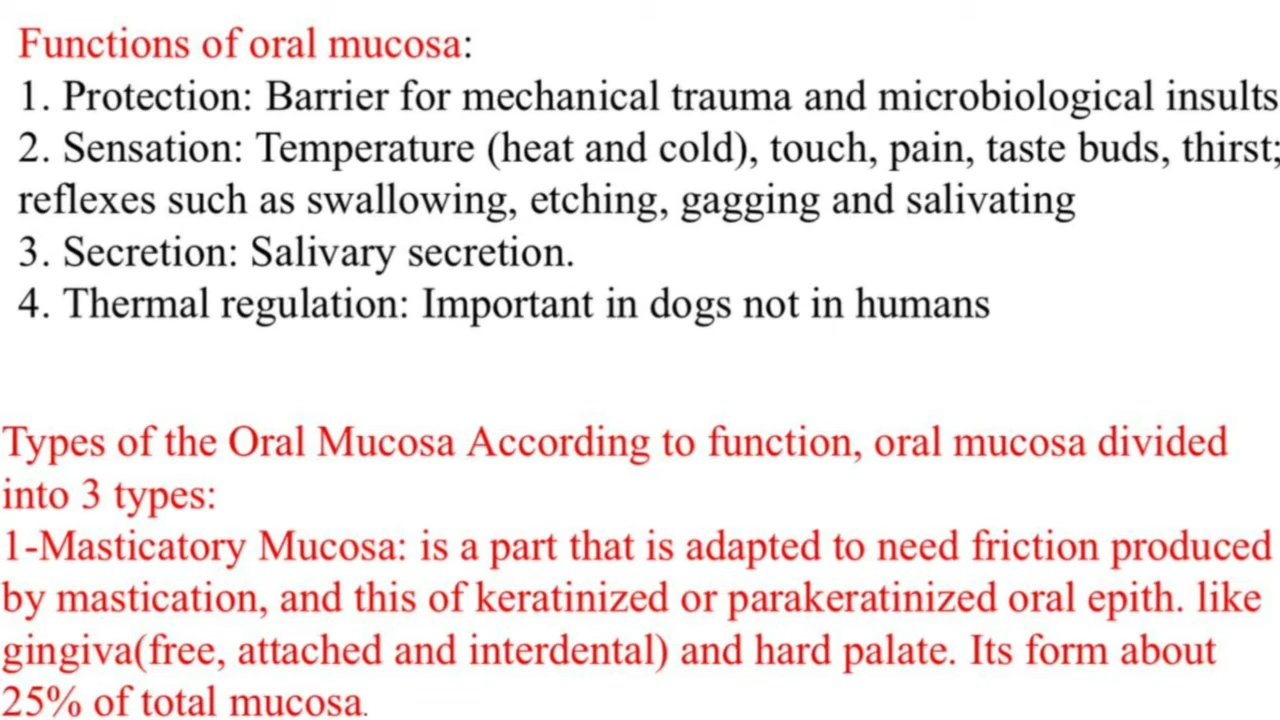 Functions of oral mucosa:
1. Protection: Barrier for mechanical trauma and microbiological insults
2. Sensation: Temperature (heat and cold), touch, pain, taste buds, thirst;
reflexes such as swallowing, etching, gagging and salivating
3. Secretion: Salivary secretion.
4. Thermal regulation: Important in dogs not in humans
Types of the Oral Mucosa According to function, oral mucosa divided
into 3 types:
1-Masticatory Mucosa: is a part that is adapted to need friction produced
by mastication, and this of keratinized or parakeratinized oral epith. like
gingiva(free, attached and interdental) and hard palate. Its form about
25% of total mucosa.